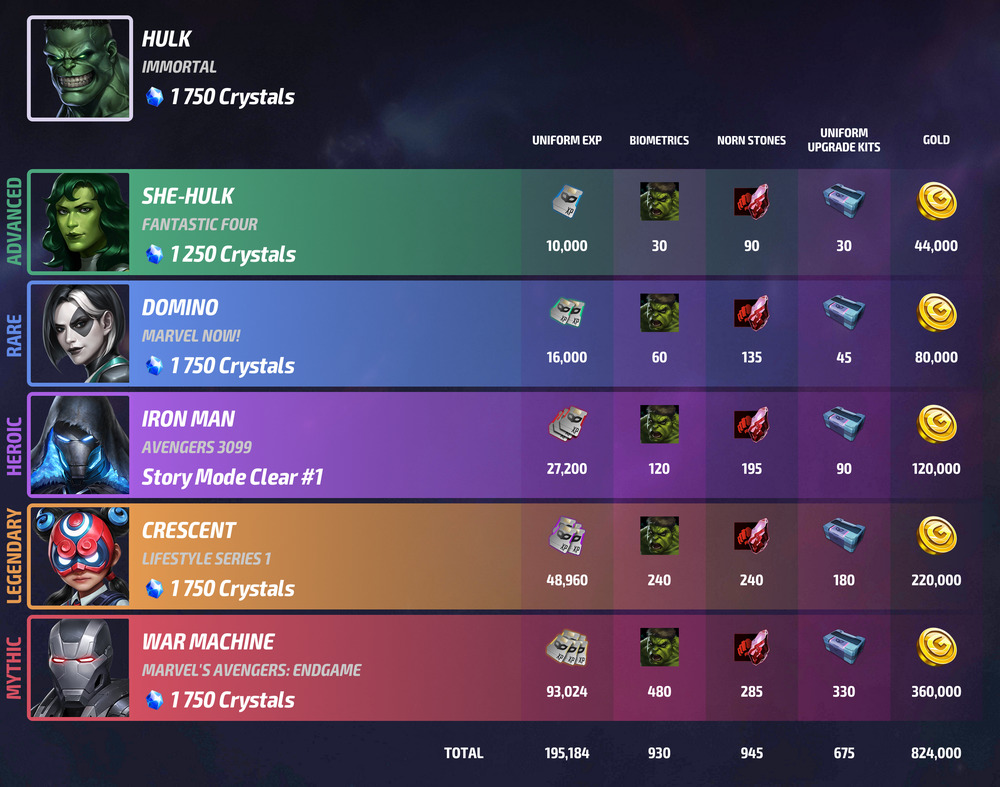 HULK
IMMORTAL
1 750 Crystals
UNIFORM EXP BIOMETRICS NORN STONES UNIFORM UPGRADE KITS GOLD
ADVANCED
SHE-HULK
FANTASTIC FOUR
1 250 Crystals
10,000 30 90 30 44,000
RARE
DOMINO
MARVEL NOW!
1 750 Crystals
16,000 60 135 45 80,000
HEROIC
IRON MAN
AVENGERS 3099
Story Mode Clear #1
27,200 120 195 90 120,000
LEGENDARY
CRESCENT
LIFESTYLE SERIES 1
1 750 Crystals
48,960 240 240 180 220,000
MYTHIC
WAR MACHINE
MARVEL'S AVENGERS: ENDGAME
1 750 Crystals
93,024 480 285 330 360,000
TOTAL 195,184 930 945 675 824,000